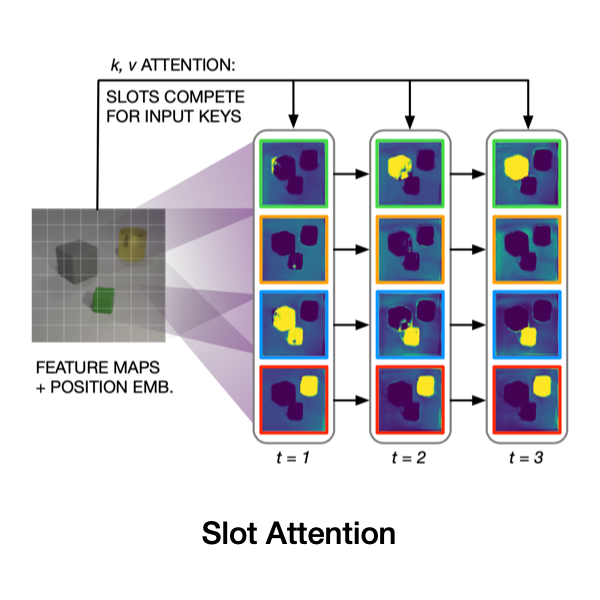 k, v ATTENTION:
SLOTS COMPETE
FOR INPUT KEYS
FEATURE MAPS
+ POSITION EMB.
t = 1
t = 2
t = 3
Slot Attention